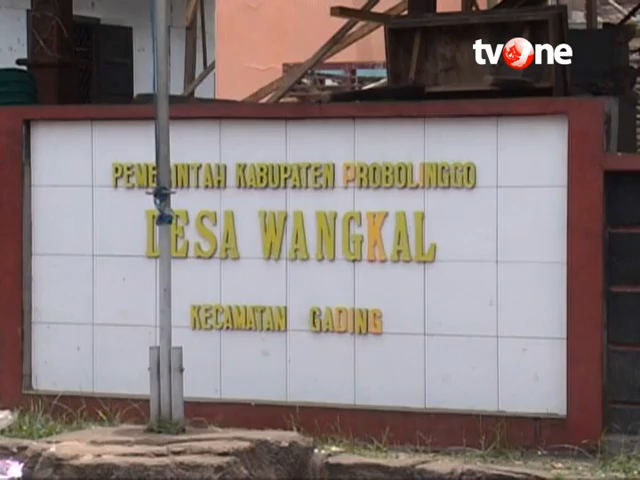 tvOne
PEMERINTAH KABUPATEN PROBOLINGGO
DESA WANGKAL
KECAMATAN GADING